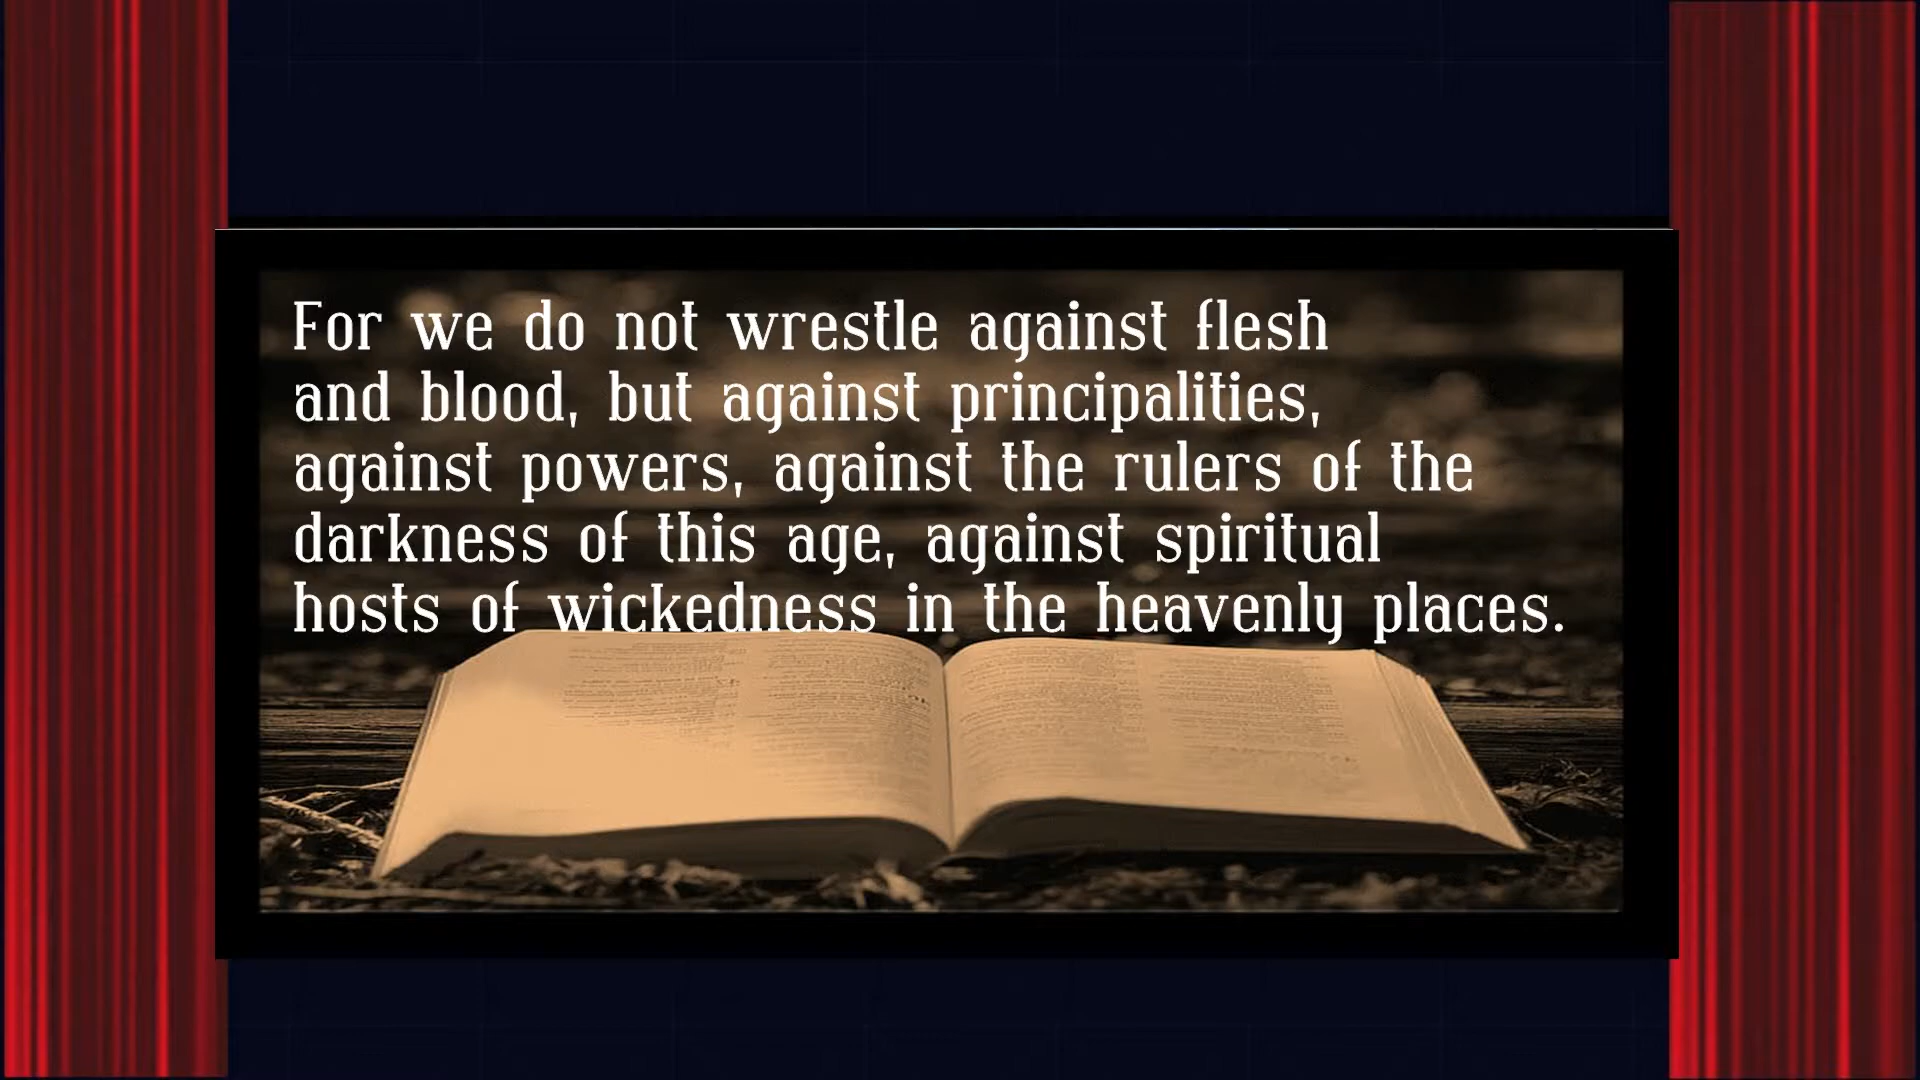 For we do not wrestle against flesh
and blood, but against principalities,
against powers, against the rulers of the
darkness of this age, against spiritual
hosts of wickedness in the heavenly places.